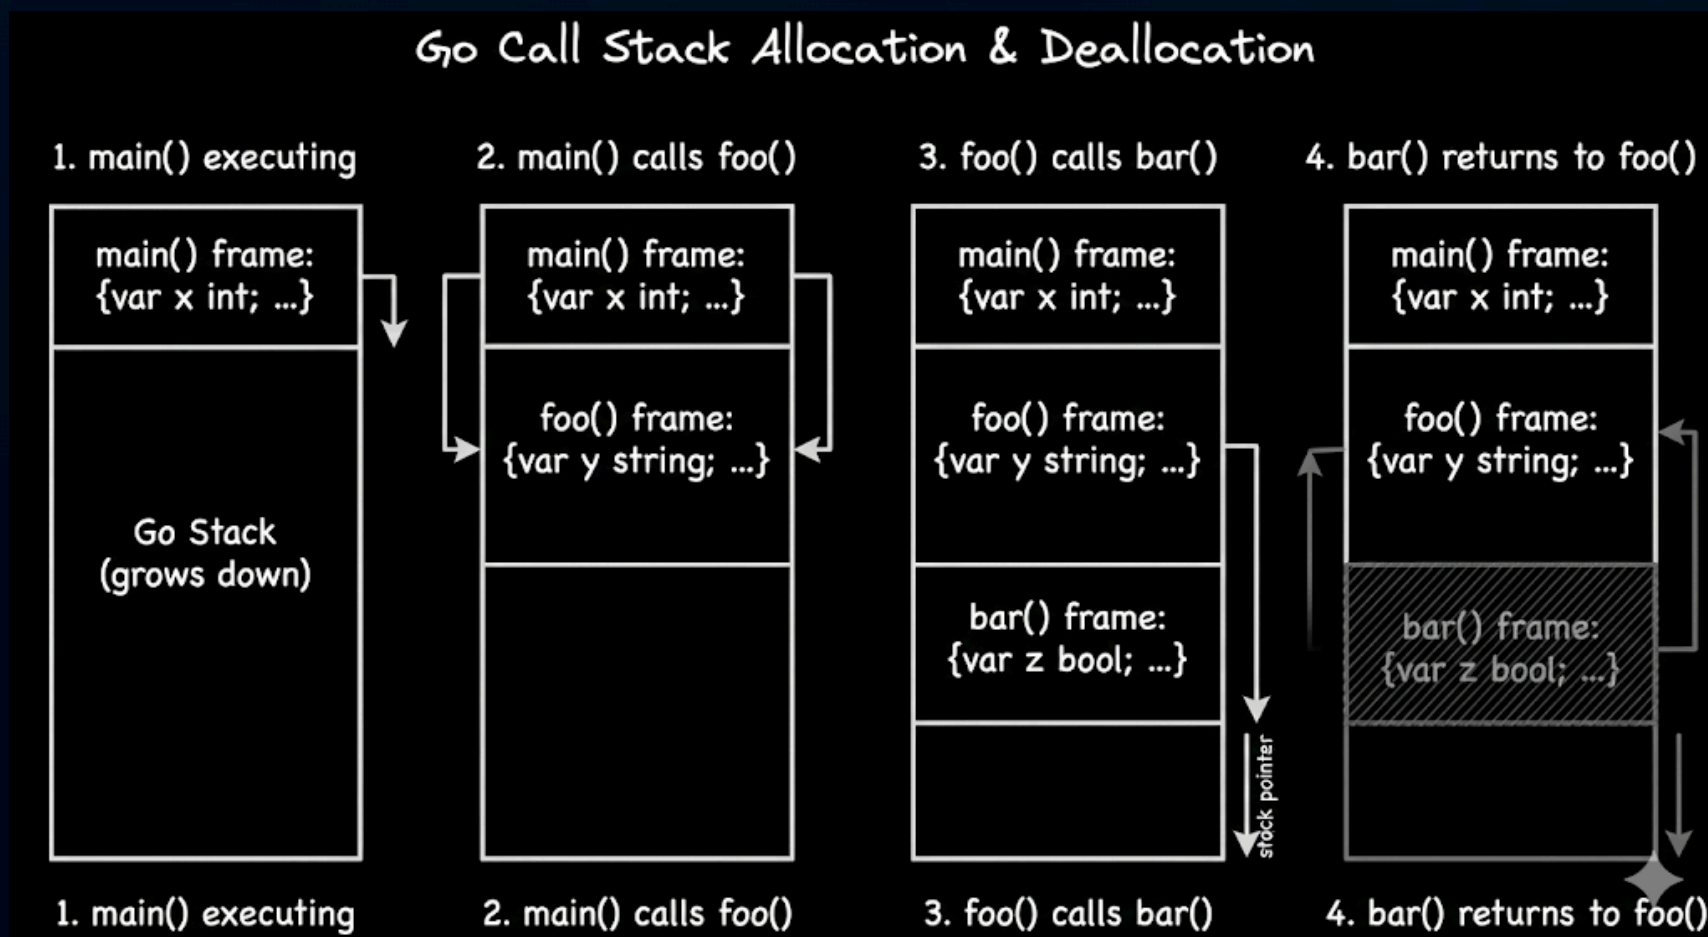 Go Call Stack Allocation & Deallocation
1. main() executing
main() frame:
{var x int; ...}
Go Stack
(grows down)
1. main() executing
2. main() calls foo()
main() frame:
{var x int; ...}
foo() frame:
{var y string; ...}
2. main() calls foo()
3. foo() calls bar()
main() frame:
{var x int; ...}
foo() frame:
{var y string; ...}
bar() frame:
{var z bool; ...}
stack pointer
3. foo() calls bar()
4. bar() returns to foo()
main() frame:
{var x int; ...}
foo() frame:
{var y string; ...}
bar() frame:
{var z bool; ...}
4. bar() returns to foo()